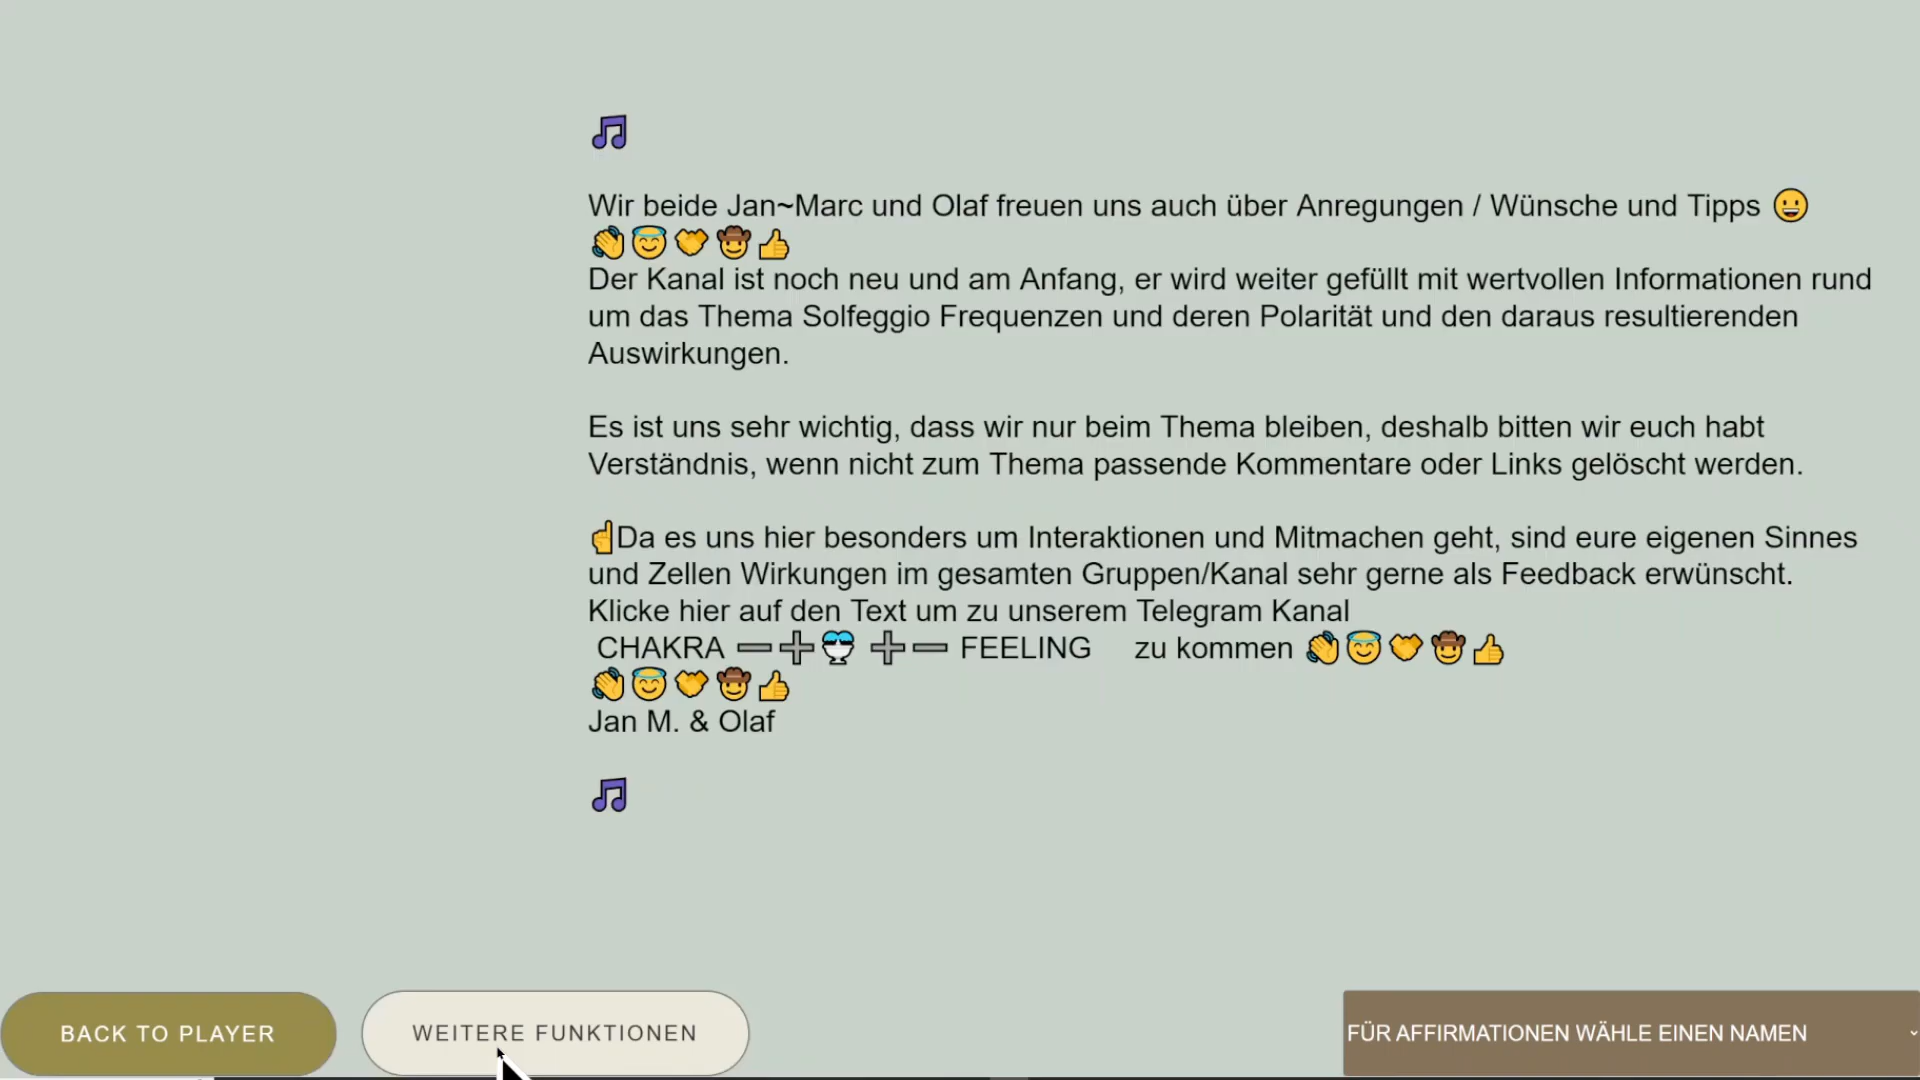 🎵
Wir beide Jan~Marc und Olaf freuen uns auch über Anregungen / Wünsche und Tipps 😀
👏😇🤝🤠👍
Der Kanal ist noch neu und am Anfang, er wird weiter gefüllt mit wertvollen Informationen rund
um das Thema Solfeggio Frequenzen und deren Polarität und den daraus resultierenden
Auswirkungen.
Es ist uns sehr wichtig, dass wir nur beim Thema bleiben, deshalb bitten wir euch habt
Verständnis, wenn nicht zum Thema passende Kommentare oder Links gelöscht werden.
☝Da es uns hier besonders um Interaktionen und Mitmachen geht, sind eure eigenen Sinnes
und Zellen Wirkungen im gesamten Gruppen/Kanal sehr gerne als Feedback erwünscht.
Klicke hier auf den Text um zu unserem Telegram Kanal
CHAKRA ➖➕🍧 ➕➖ FEELING zu kommen 👏😇🤝🤠👍
👏😇🤝🤠👍
Jan M. & Olaf
🎵
BACK TO PLAYER
WEITERE FUNKTIONEN
FÜR AFFIRMATIONEN WÄHLE EINEN NAMEN